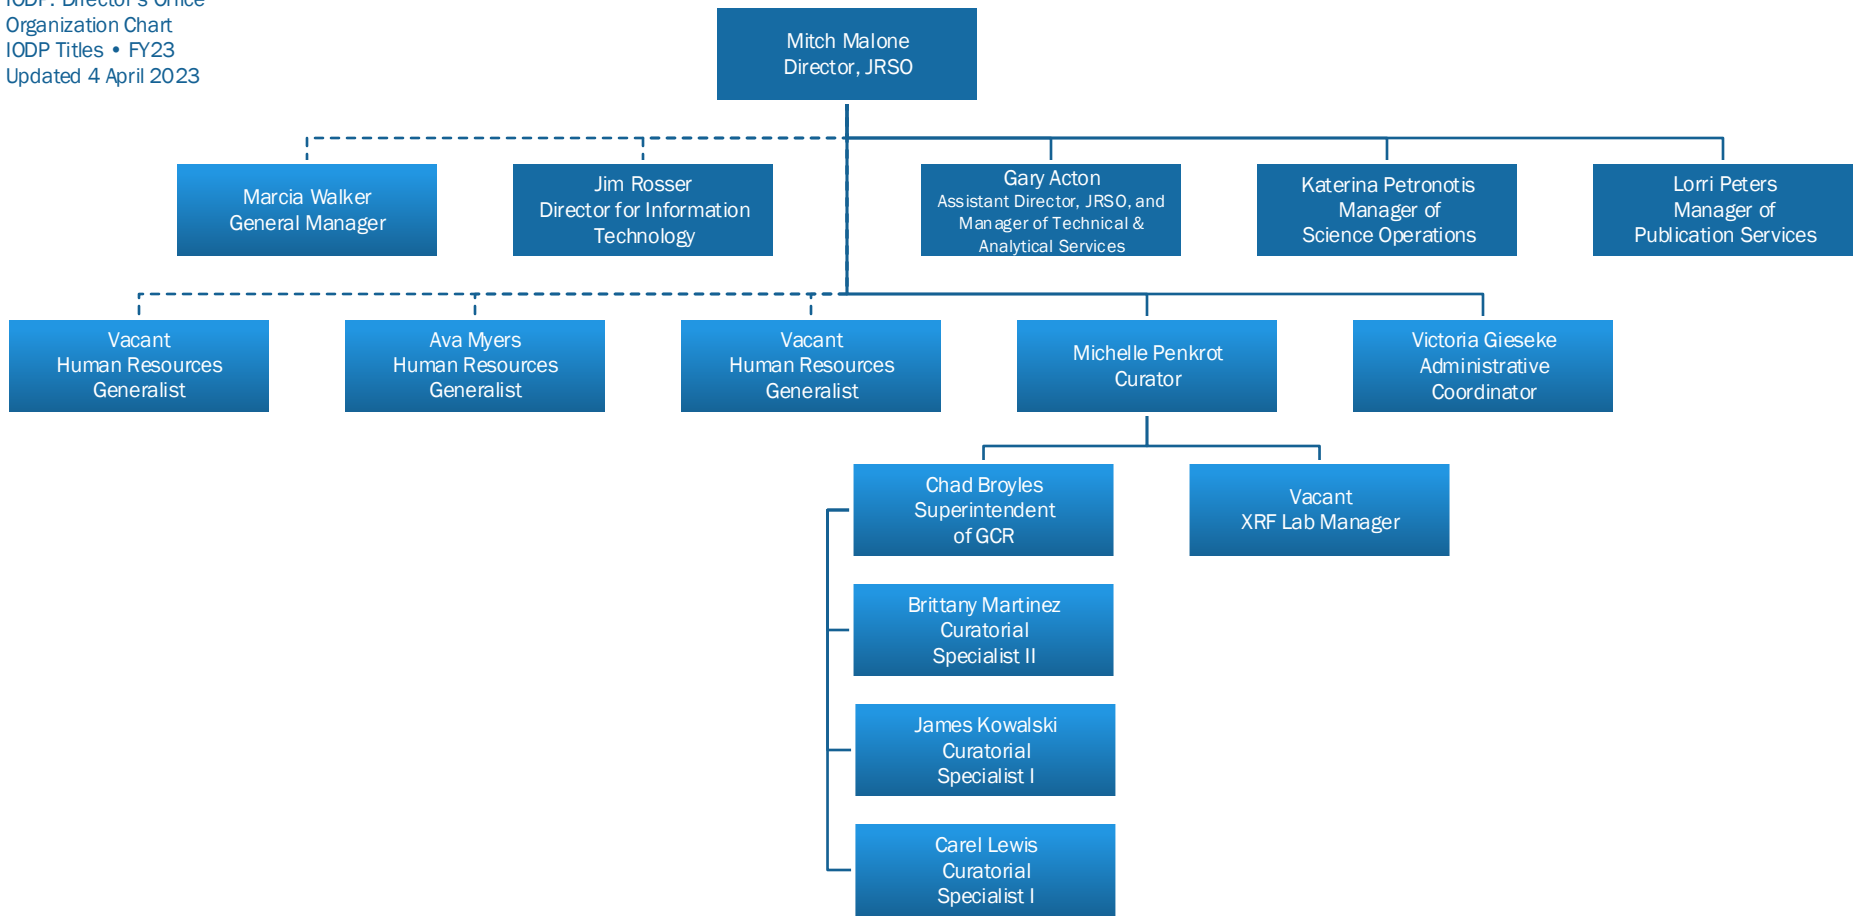 IODP: Director's Office
Organization Chart
IODP Titles • FY23
Updated 4 April 2023
Mitch Malone
Director, JRSO
Marcia Walker
General Manager
Jim Rosser
Director for Information
Technology
Gary Acton
Assistant Director, JRSO, and
Manager of Technical &
Analytical Services
Katerina Petronotis
Manager of
Science Operations
Lorri Peters
Manager of
Publication Services
Vacant
Human Resources
Generalist
Ava Myers
Human Resources
Generalist
Vacant
Human Resources
Generalist
Michelle Penkrot
Curator
Victoria Gieseke
Administrative
Coordinator
Chad Broyles
Superintendent
of GCR
Vacant
XRF Lab Manager
Brittany Martinez
Curatorial
Specialist II
James Kowalski
Curatorial
Specialist I
Carel Lewis
Curatorial
Specialist I